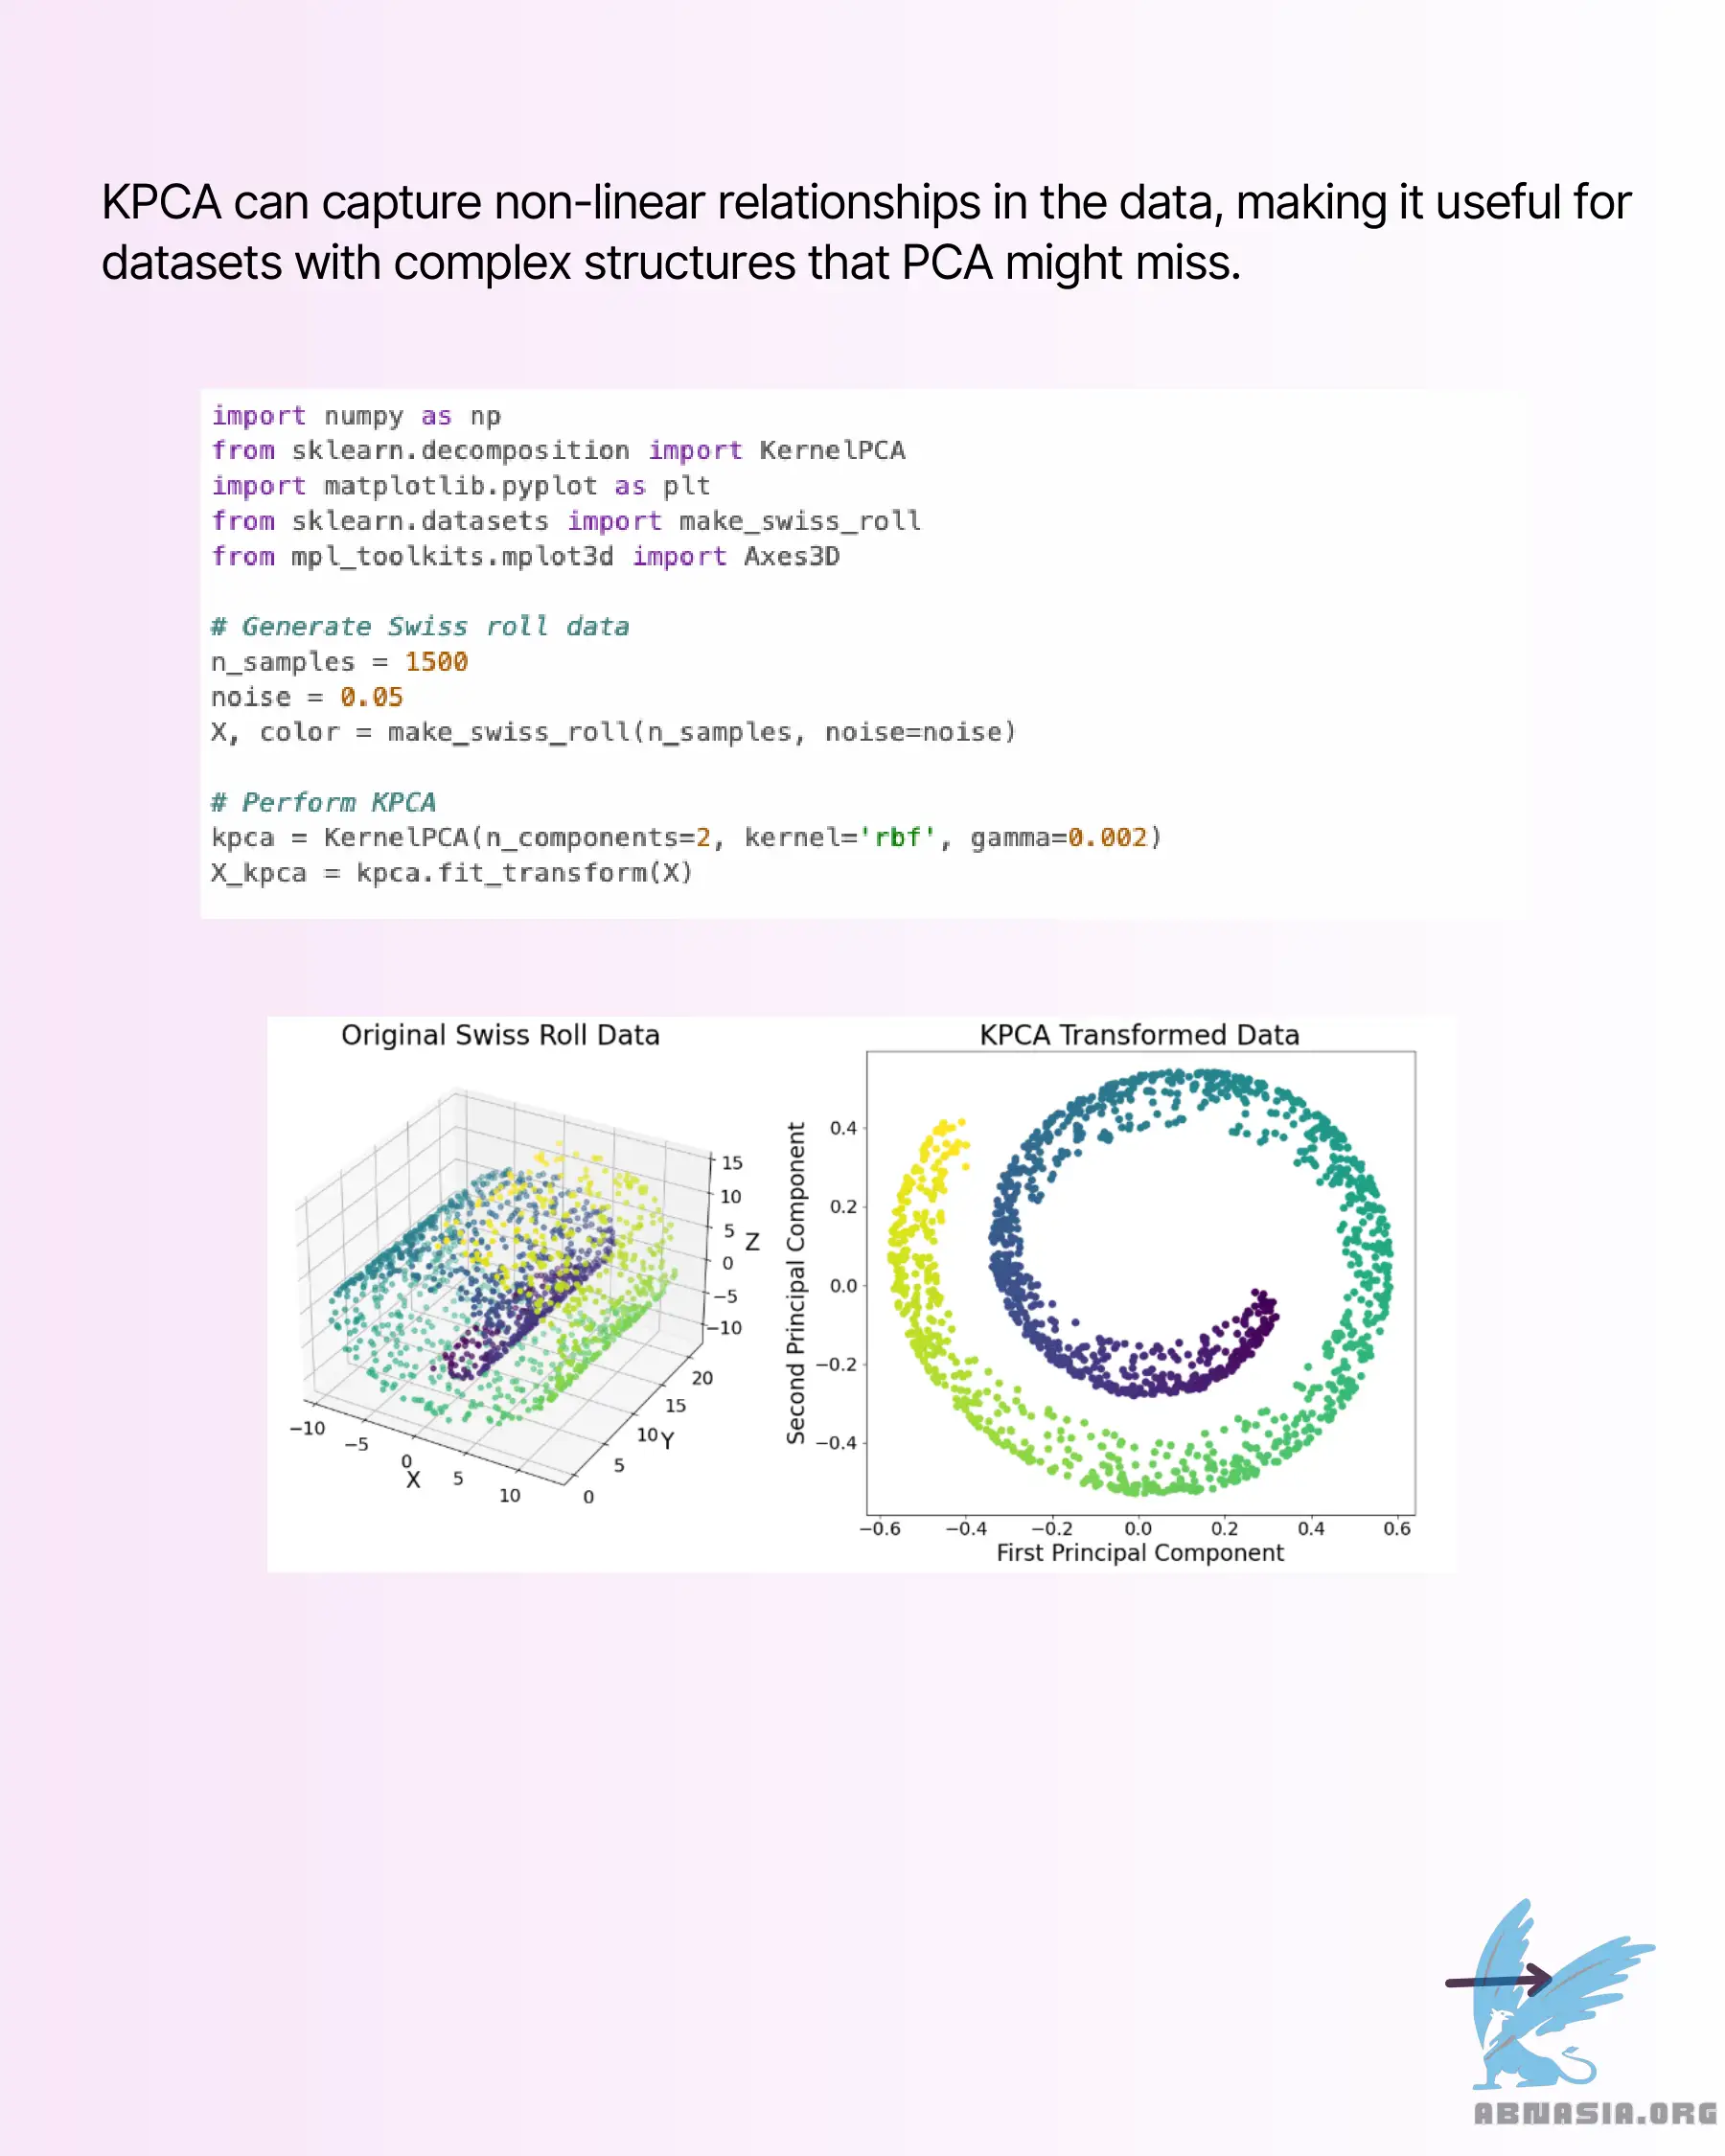 KPCA can capture non-linear relationships in the data, making it useful for
datasets with complex structures that PCA might miss.
import numpy as np
from sklearn.decomposition import KernelPCA
import matplotlib.pyplot as plt
from sklearn.datasets import make_swiss_roll
from mpl_toolkits.mplot3d import Axes3D
# Generate Swiss roll data
n_samples = 1500
noise = 0.05
X, color = make_swiss_roll(n_samples, noise=noise)
# Perform KPCA
kpca = KernelPCA(n_components=2, kernel='rbf', gamma=0.002)
X_kpca = kpca.fit_transform(X)
Original Swiss Roll Data
15
10
5
0
−5
−10
Z
20
15
10
5
0
Y
−10
−5
0
5
10
X
KPCA Transformed Data
Second Principal Component
0.4
0.2
0.0
−0.2
−0.4
−0.6 −0.4 −0.2 0.0 0.2 0.4 0.6
First Principal Component
ABNASIA.ORG